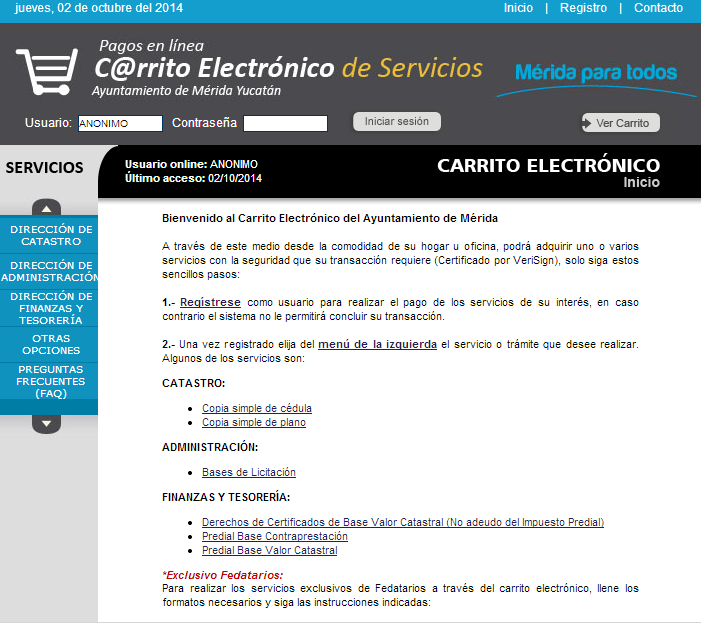 jueves, 02 de octubre del 2014
Inicio | Registro | Contacto
Pagos en línea
C@rrito Electrónico de Servicios
Ayuntamiento de Mérida Yucatán
Mérida para todos
Usuario: ANONIMO Contraseña Iniciar sesión Ver Carrito
SERVICIOS
Usuario online: ANONIMO
Último acceso: 02/10/2014
CARRITO ELECTRÓNICO
Inicio
DIRECCIÓN DE
CATASTRO
DIRECCIÓN DE
ADMINISTRACIÓN
DIRECCIÓN DE
FINANZAS Y
TESORERÍA
OTRAS
OPCIONES
PREGUNTAS
FRECUENTES
(FAQ)
Bienvenido al Carrito Electrónico del Ayuntamiento de Mérida
A través de este medio desde la comodidad de su hogar u oficina, podrá adquirir uno o varios
servicios con la seguridad que su transacción requiere (Certificado por VeriSign), solo siga estos
sencillos pasos:
1.- Regístrese como usuario para realizar el pago de los servicios de su interés, en caso
contrario el sistema no le permitirá concluir su transacción.
2.- Una vez registrado elija del menú de la izquierda el servicio o trámite que desee realizar.
Algunos de los servicios son:
CATASTRO:
• Copia simple de cédula
• Copia simple de plano
ADMINISTRACIÓN:
• Bases de Licitación
FINANZAS Y TESORERÍA:
• Derechos de Certificados de Base Valor Catastral (No adeudo del Impuesto Predial)
• Predial Base Contraprestación
• Predial Base Valor Catastral
*Exclusivo Fedatarios:
Para realizar los servicios exclusivos de Fedatarios a través del carrito electrónico, llene los
formatos necesarios y siga las instrucciones indicadas: